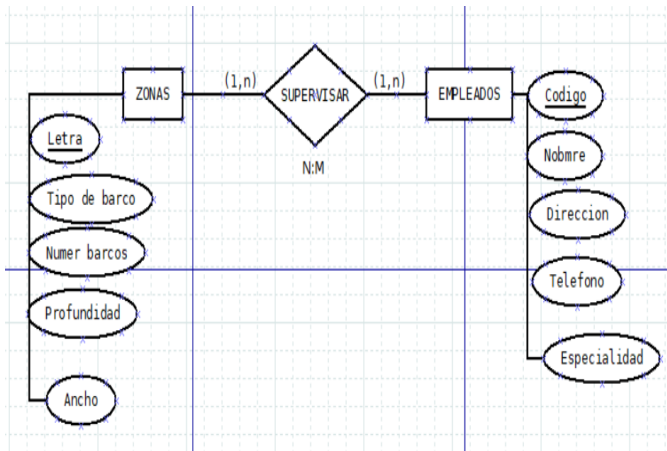 ZONAS
(1,n)
SUPERVISAR
(1,n)
EMPLEADOS
N:M
Letra
Tipo de barco
Numer barcos
Profundidad
Ancho
Codigo
Nobmre
Direccion
Telefono
Especialidad